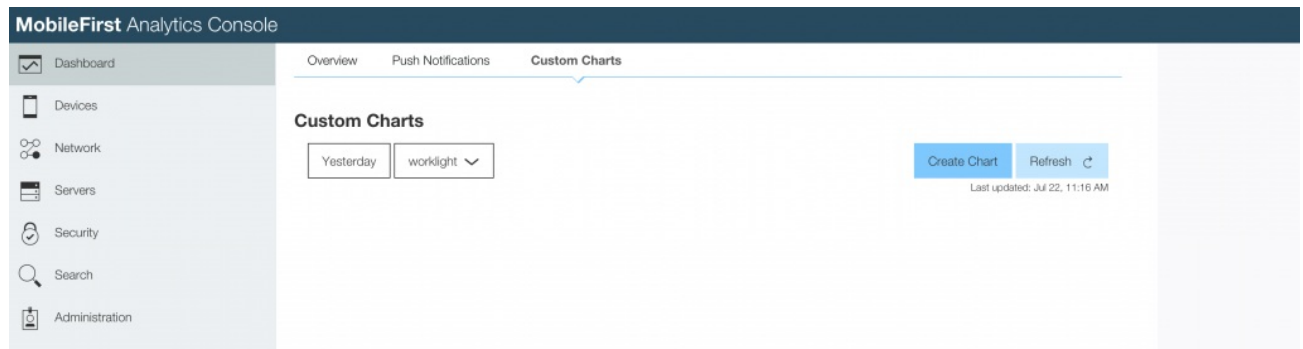 MobileFirst Analytics Console
Dashboard
Devices
Network
Servers
Security
Search
Administration
Overview Push Notifications Custom Charts
Custom Charts
Yesterday worklight Create Chart Refresh
Last updated: Jul 22, 11:16 AM